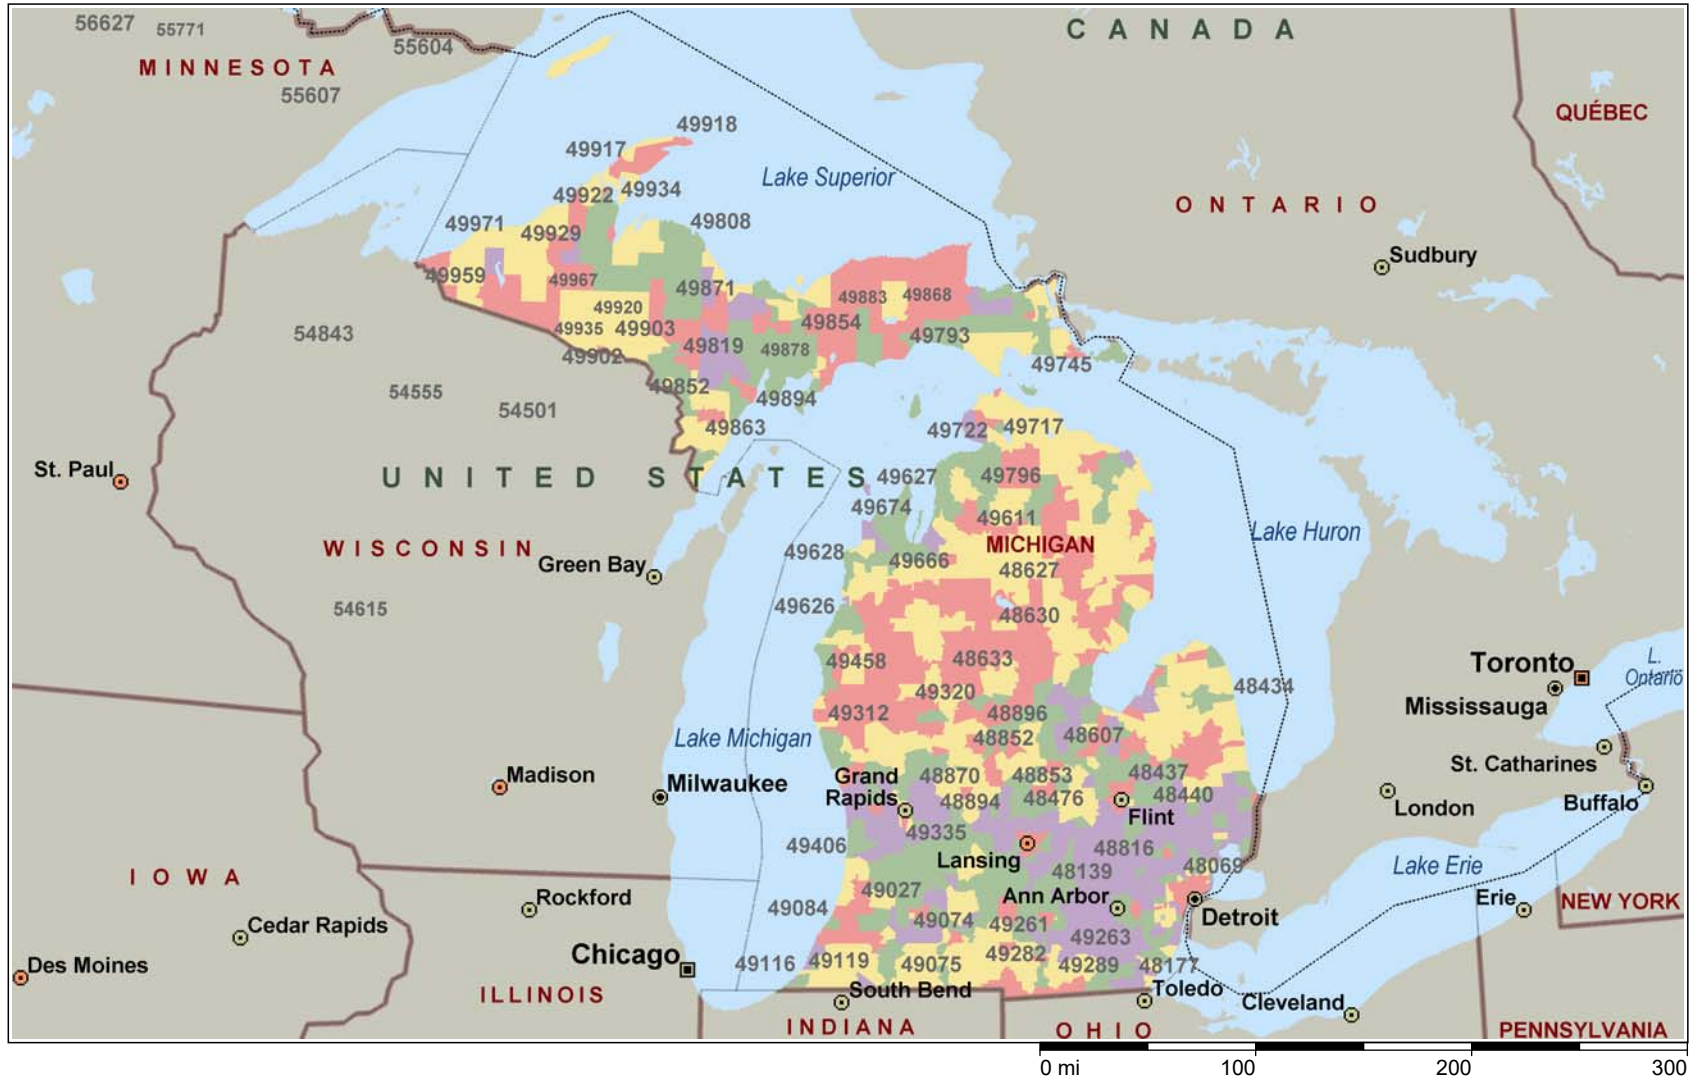 56627
55771
CANADA
55604
MINNESOTA
55607
QUÉBEC
49918
49917
Lake Superior
49922
49934
ONTARIO
49971
49808
49929
Sudbury
49959
49967
49871
49920
49883
49868
54843
49935
49903
49854
49793
49819
49878
49902
49745
54555
49852
49894
54501
49863
49722
49717
St. Paul
UNITED STATES
49627
49796
49674
49611
Lake Huron
WISCONSIN
MICHIGAN
49628
Green Bay
49666
48627
54615
49626
48630
49458
48633
Toronto
L.
Ontario
48434
49320
Mississauga
49312
48896
Lake Michigan
48852
48607
St. Catharines
Madison
Grand
Rapids
48870
48853
48437
Milwaukee
48894
48476
48440
Buffalo
London
Flint
49335
49406
48816
Lansing
48069
Lake Erie
48139
IOWA
49027
Ann Arbor
Rockford
Erie
NEW YORK
49084
49074
49261
Detroit
Cedar Rapids
49263
Chicago
49282
Des Moines
49116
49119
49075
49289
48177
South Bend
Toledo
ILLINOIS
Cleveland
INDIANA
OHIO
PENNSYLVANIA
0 mi
100
200
300